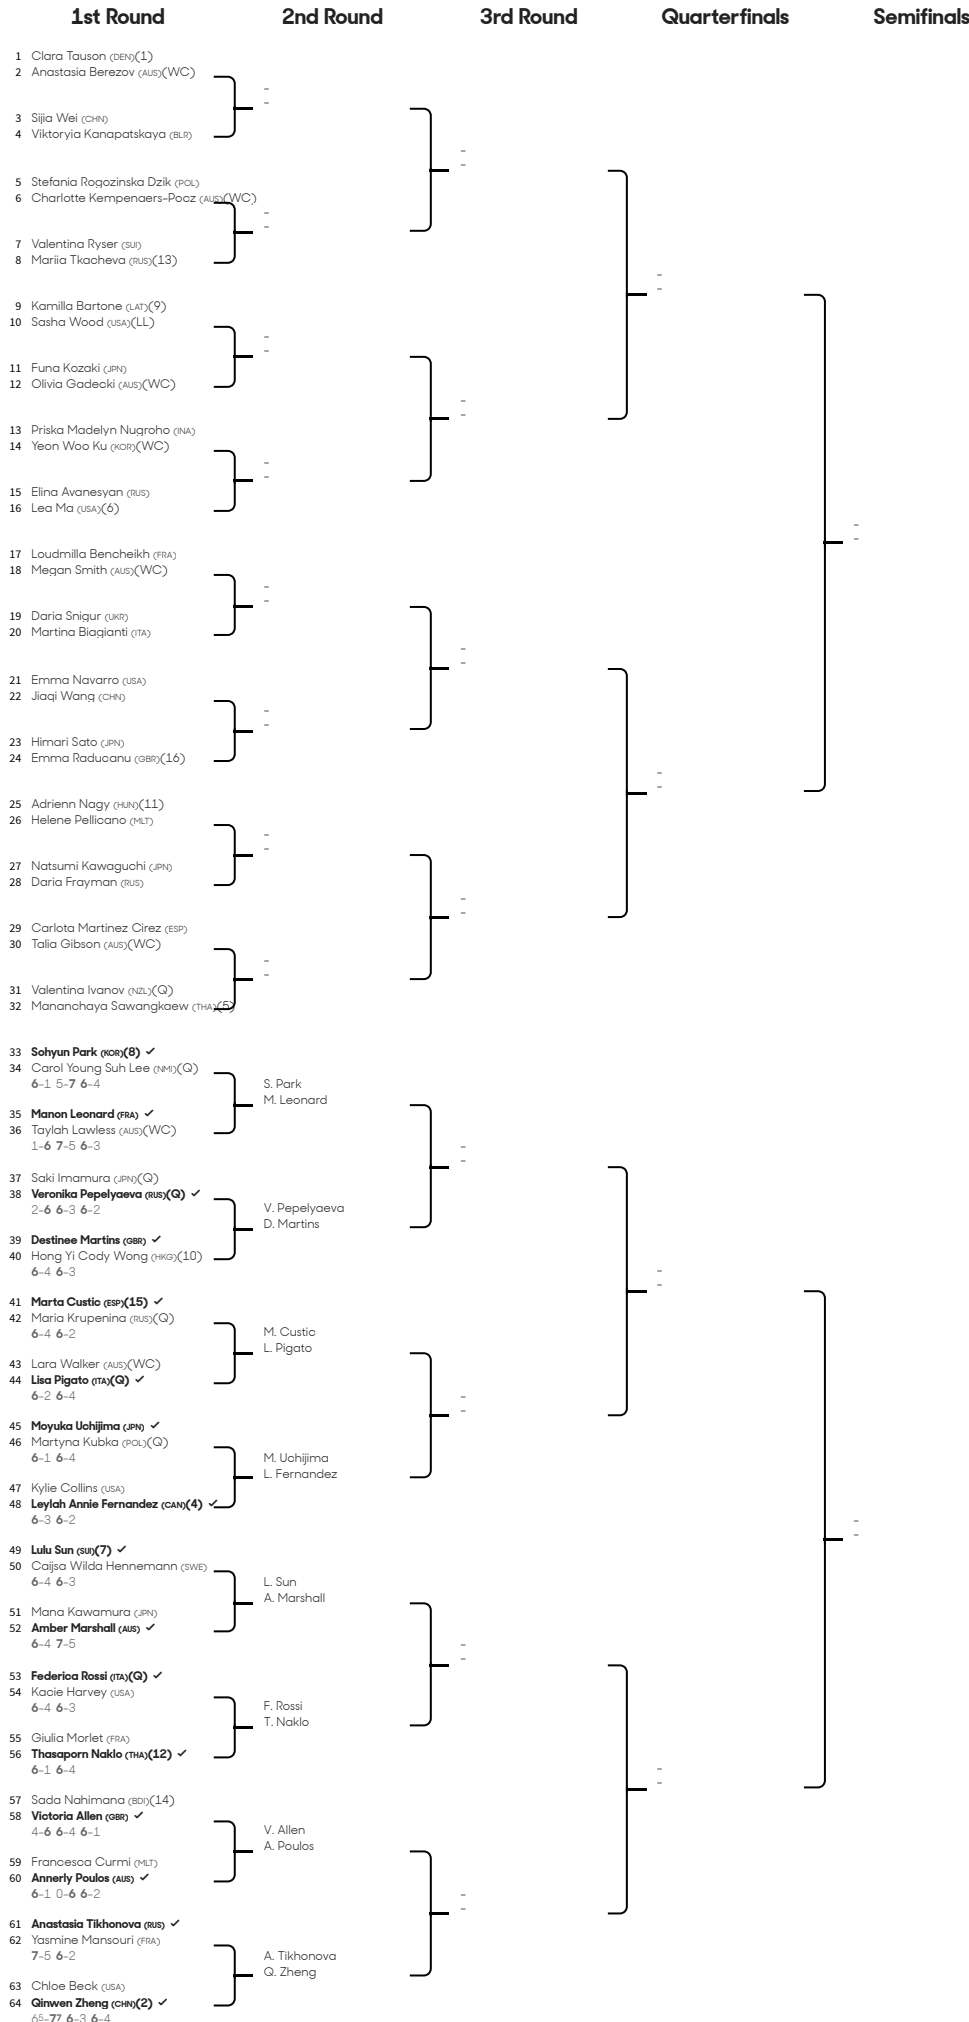 1st Round 2nd Round 3rd Round Quarterfinals Semifinals
1 Clara Tauson (DEN)(1)
2 Anastasia Berezov (AUS)(WC)
-
-
3 Sijia Wei (CHN)
4 Viktoryia Kanapatskaya (BLR)
-
-
5 Stefania Rogozinska Dzik (POL)
6 Charlotte Kempenaers-Pocz (AUS)(WC)
-
-
7 Valentina Ryser (SUI)
8 Mariia Tkacheva (RUS)(13)
-
-
9 Kamilla Bartone (LAT)(9)
10 Sasha Wood (USA)(LL)
-
-
11 Funa Kozaki (JPN)
12 Olivia Gadecki (AUS)(WC)
-
-
13 Priska Madelyn Nugroho (INA)
14 Yeon Woo Ku (KOR)(WC)
-
-
15 Elina Avanesyan (RUS)
16 Lea Ma (USA)(6)
-
-
17 Loudmilla Bencheikh (FRA)
18 Megan Smith (AUS)(WC)
-
-
19 Daria Snigur (UKR)
20 Martina Biagianti (ITA)
-
-
21 Emma Navarro (USA)
22 Jiaqi Wang (CHN)
-
-
23 Himari Sato (JPN)
24 Emma Raducanu (GBR)(16)
-
-
25 Adrienn Nagy (HUN)(11)
26 Helene Pellicano (MLT)
-
-
27 Natsumi Kawaguchi (JPN)
28 Daria Frayman (RUS)
-
-
29 Carlota Martinez Cirez (ESP)
30 Talia Gibson (AUS)(WC)
-
-
31 Valentina Ivanov (NZL)(Q)
32 Mananchaya Sawangkaew (THA)(5)
33 Sohyun Park (KOR)(8) ✓
34 Carol Young Suh Lee (NMI)(Q)
6-1 5-7 6-4
S. Park
M. Leonard
35 Manon Leonard (FRA) ✓
36 Taylah Lawless (AUS)(WC)
1-6 7-5 6-3
-
-
37 Saki Imamura (JPN)(Q)
38 Veronika Pepelyaeva (RUS)(Q) ✓
2-6 6-3 6-2
V. Pepelyaeva
D. Martins
39 Destinee Martins (GBR) ✓
40 Hong Yi Cody Wong (HKG)(10)
6-4 6-3
-
-
41 Marta Custic (ESP)(15) ✓
42 Maria Krupenina (RUS)(Q)
6-4 6-2
M. Custic
L. Pigato
43 Lara Walker (AUS)(WC)
44 Lisa Pigato (ITA)(Q) ✓
6-2 6-4
-
-
45 Moyuka Uchijima (JPN) ✓
46 Martyna Kubka (POL)(Q)
6-1 6-4
M. Uchijima
L. Fernandez
47 Kylie Collins (USA)
48 Leylah Annie Fernandez (CAN)(4) ✓
6-3 6-2
-
-
49 Lulu Sun (SUI)(7) ✓
50 Caijsa Wilda Hennemann (SWE)
6-4 6-3
L. Sun
A. Marshall
51 Mana Kawamura (JPN)
52 Amber Marshall (AUS) ✓
6-4 7-5
-
-
53 Federica Rossi (ITA)(Q) ✓
54 Kacie Harvey (USA)
6-4 6-3
F. Rossi
T. Naklo
55 Giulia Morlet (FRA)
56 Thasaporn Naklo (THA)(12) ✓
6-1 6-4
-
-
57 Sada Nahimana (BDI)(14)
58 Victoria Allen (GBR) ✓
4-6 6-4 6-1
V. Allen
A. Poulos
59 Francesca Curmi (MLT)
60 Annerly Poulos (AUS) ✓
6-1 0-6 6-2
-
-
61 Anastasia Tikhonova (RUS) ✓
62 Yasmine Mansouri (FRA)
7-5 6-2
A. Tikhonova
Q. Zheng
63 Chloe Beck (USA)
64 Qinwen Zheng (CHN)(2) ✓
6⁵-7⁷ 6-3 6-4